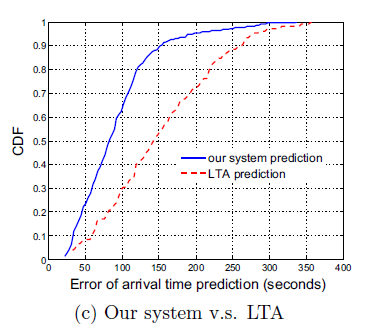 1
0.9
0.8
0.7
0.6
0.5
0.4
0.3
0.2
0.1
0
CDF
our system prediction
LTA prediction
0 50 100 150 200 250 300 350 400
Error of arrival time prediction (seconds)
(c) Our system v.s. LTA